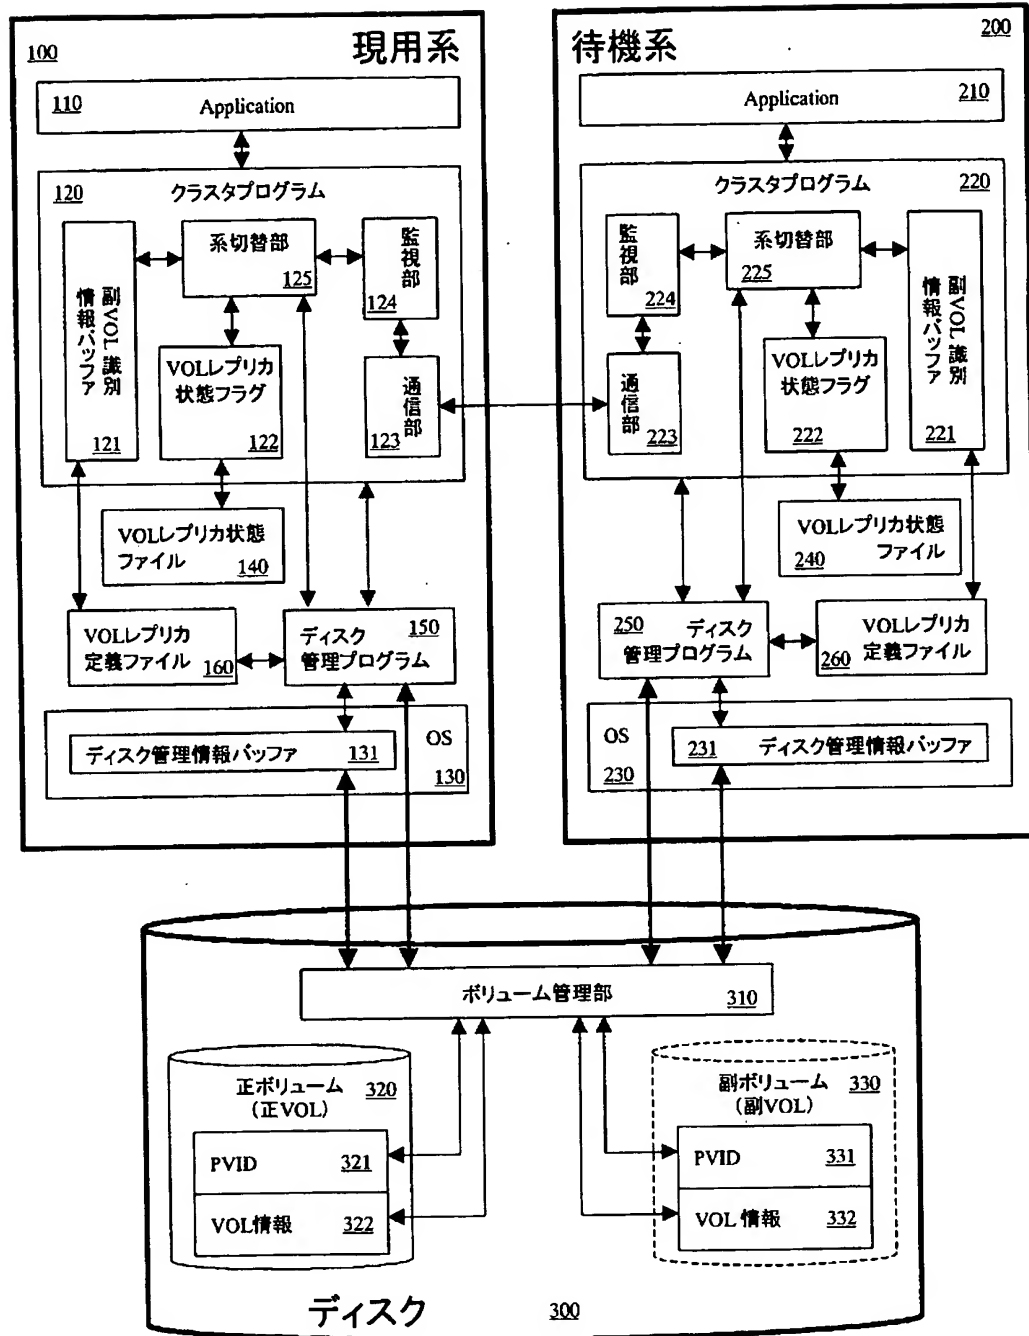 100
現用系
110
Application
120
クラスタプログラム
系切替部
125
監視部
124
副VOL識別
情報バッファ
121
VOLレプリカ
状態フラグ
122
通信部
123
VOLレプリカ状態
ファイル
140
VOLレプリカ
定義ファイル
160
150
ディスク
管理プログラム
OS
130
ディスク管理情報バッファ
131
待機系
200
Application
210
クラスタプログラム
220
監視部
224
系切替部
225
副VOL識別
情報バッファ
221
通信部
223
VOLレプリカ
状態フラグ
222
VOLレプリカ状態
ファイル
240
250
ディスク
管理プログラム
VOLレプリカ
定義ファイル
260
OS
230
231
ディスク管理情報バッファ
ボリューム管理部
310
正ボリューム
(正VOL)
320
PVID
321
VOL情報
322
副ボリューム
(副VOL)
330
PVID
331
VOL 情報
332
ディスク
300